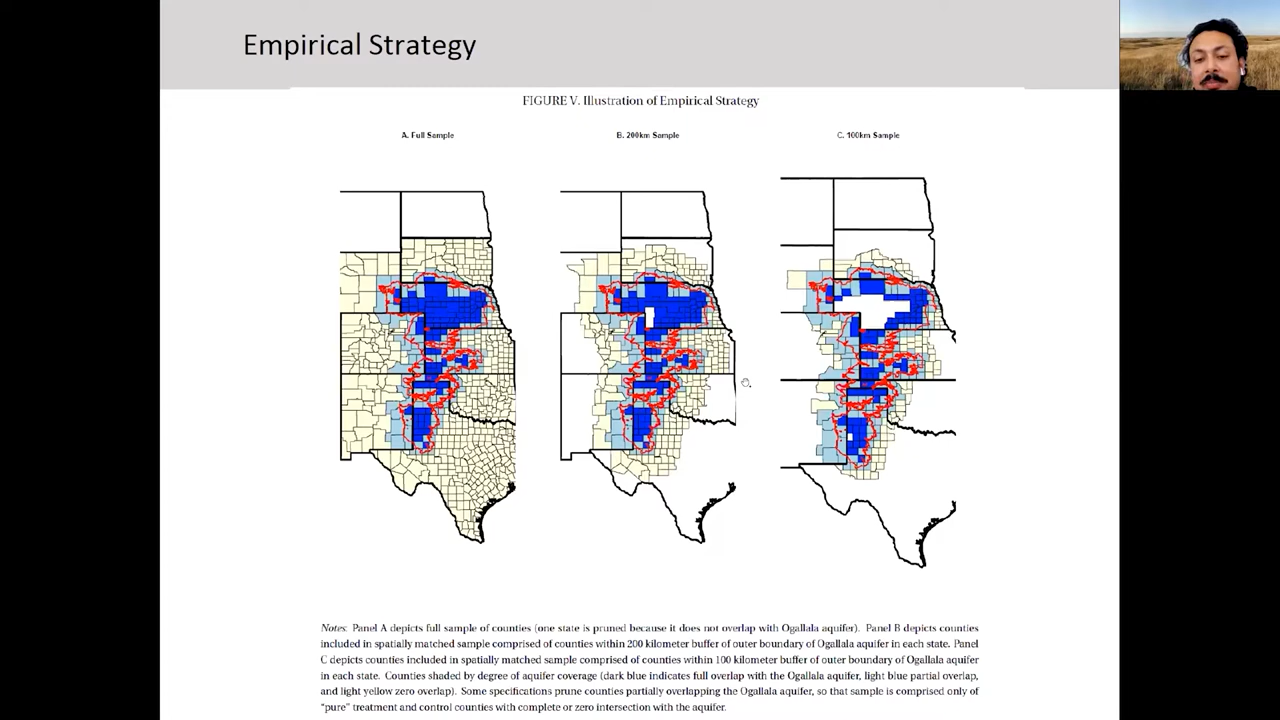 Empirical Strategy
FIGURE V. Illustration of Empirical Strategy
A. Full Sample
B. 200km Sample
C. 100km Sample
Notes: Panel A depicts full sample of counties (one state is pruned because it does not overlap with Ogallala aquifer). Panel B depicts counties
included in spatially matched sample comprised of counties within 200 kilometer buffer of outer boundary of Ogallala aquifer in each state. Panel
C depicts counties included in spatially matched sample comprised of counties within 100 kilometer buffer of outer boundary of Ogallala aquifer
in each state. Counties shaded by degree of aquifer coverage (dark blue indicates full overlap with the Ogallala aquifer, light blue partial overlap,
and light yellow zero overlap). Some specifications prune counties partially overlapping the Ogallala aquifer, so that sample is comprised only of
“pure” treatment and control counties with complete or zero intersection with the aquifer.